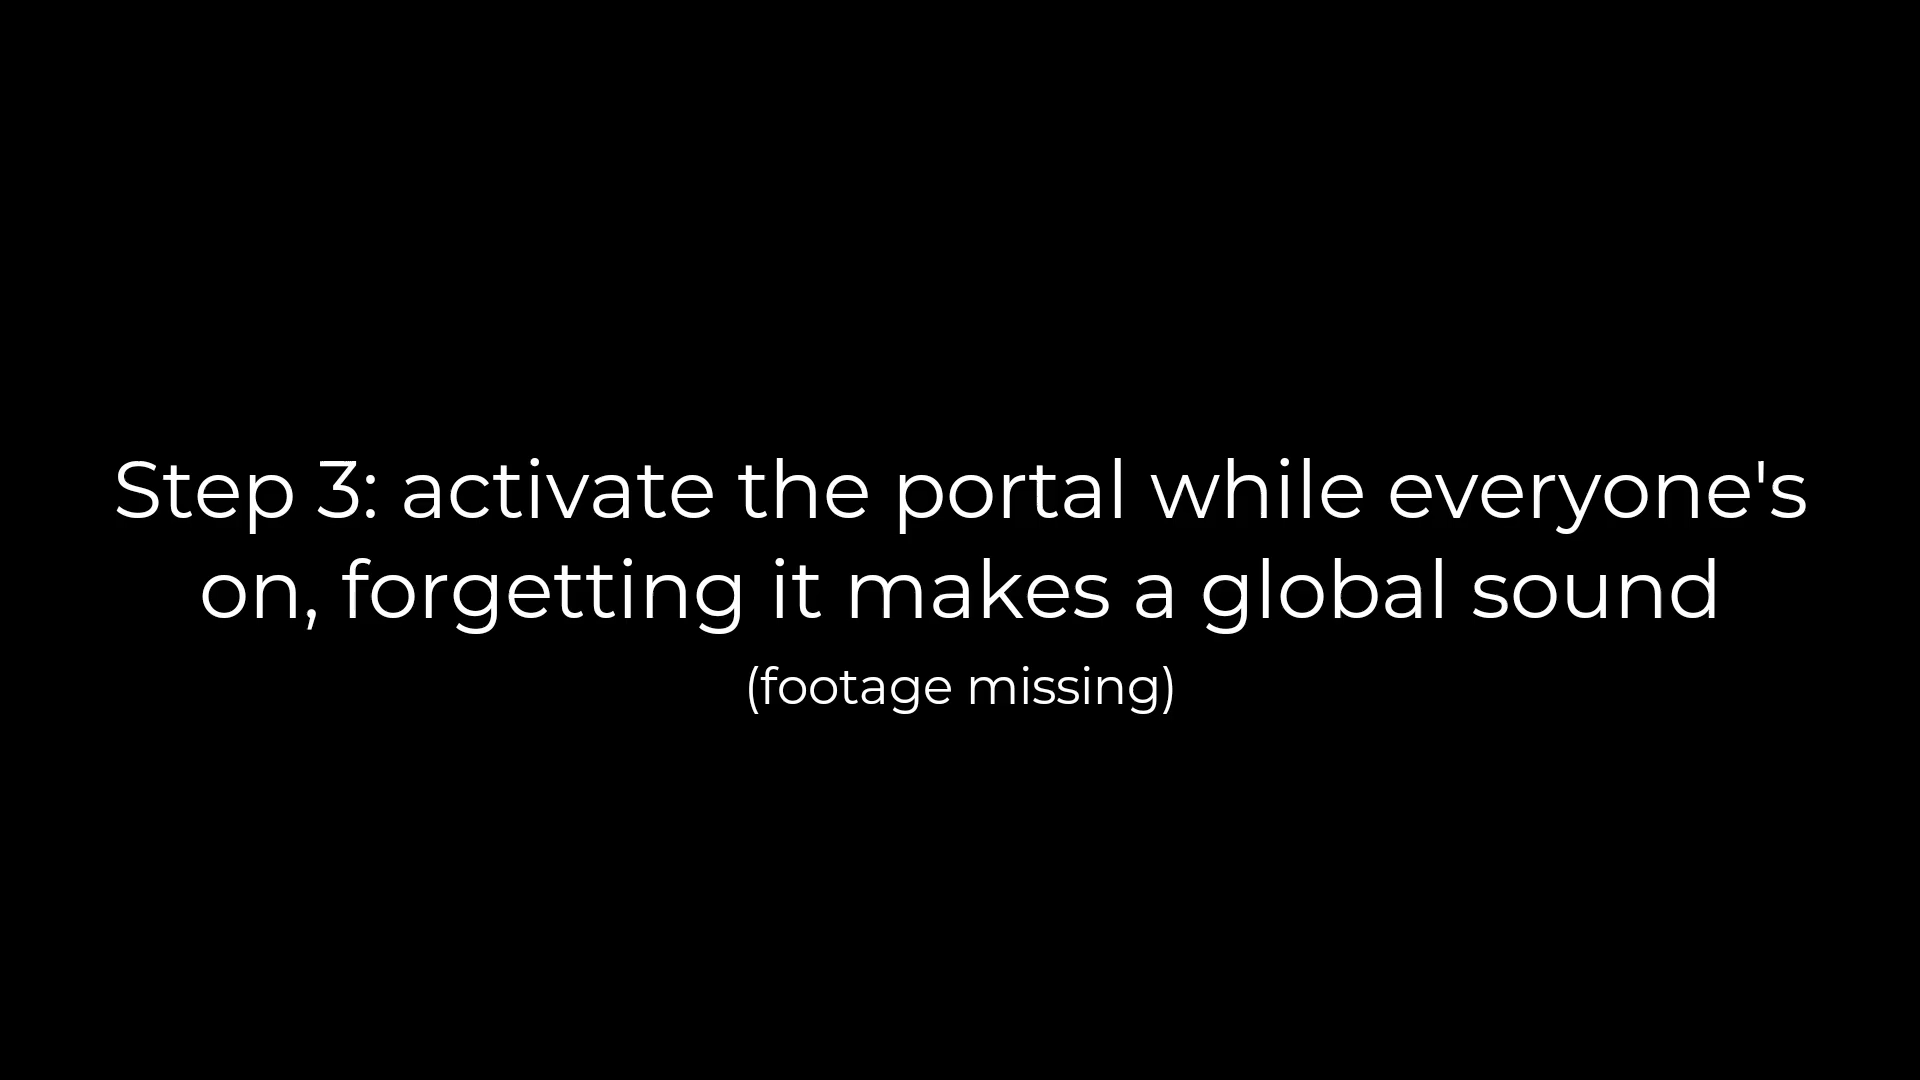 Step 3: activate the portal while everyone's
on, forgetting it makes a global sound
(footage missing)